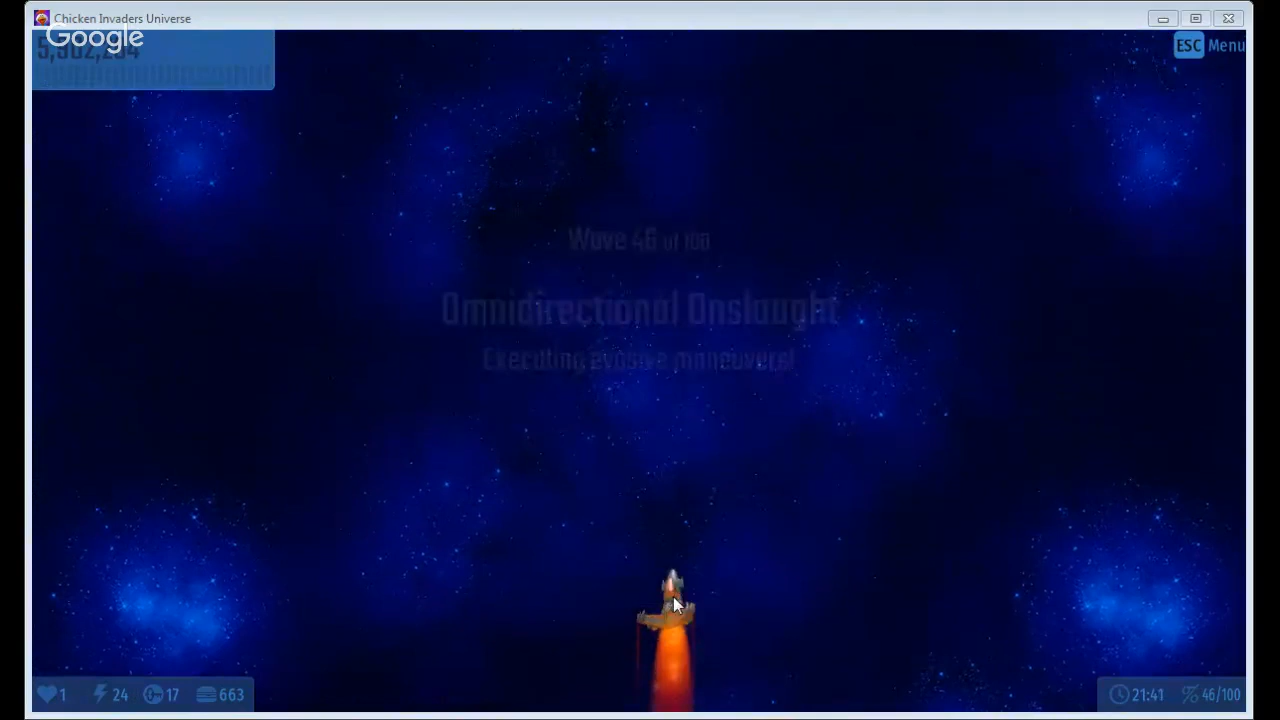 Chicken Invaders Universe
Google
ESC Menu
Wave 46 of 100
Omnidirectional Onslaught
Executing evasive maneuvers!
1 24 17 663
21:41 46/100